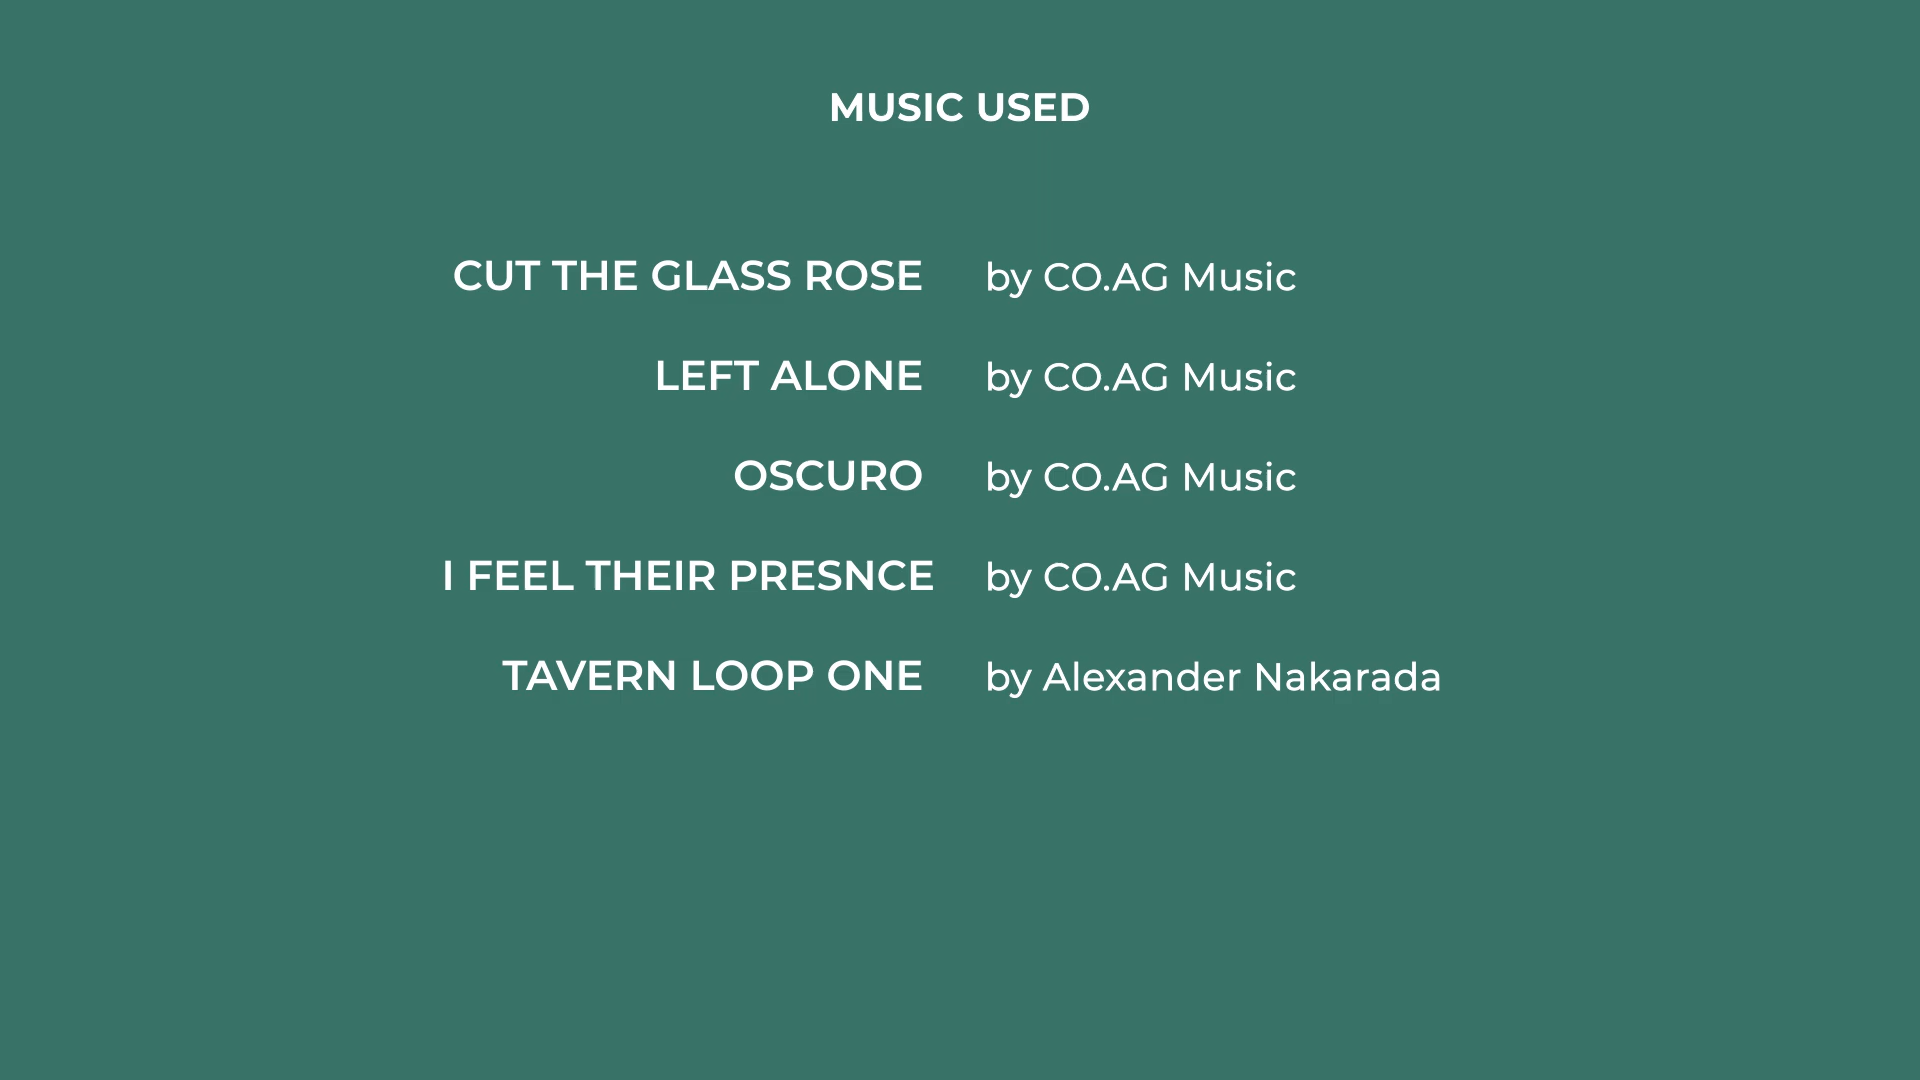 MUSIC USED
CUT THE GLASS ROSE by CO.AG Music
LEFT ALONE by CO.AG Music
OSCURO by CO.AG Music
I FEEL THEIR PRESNCE by CO.AG Music
TAVERN LOOP ONE by Alexander Nakarada